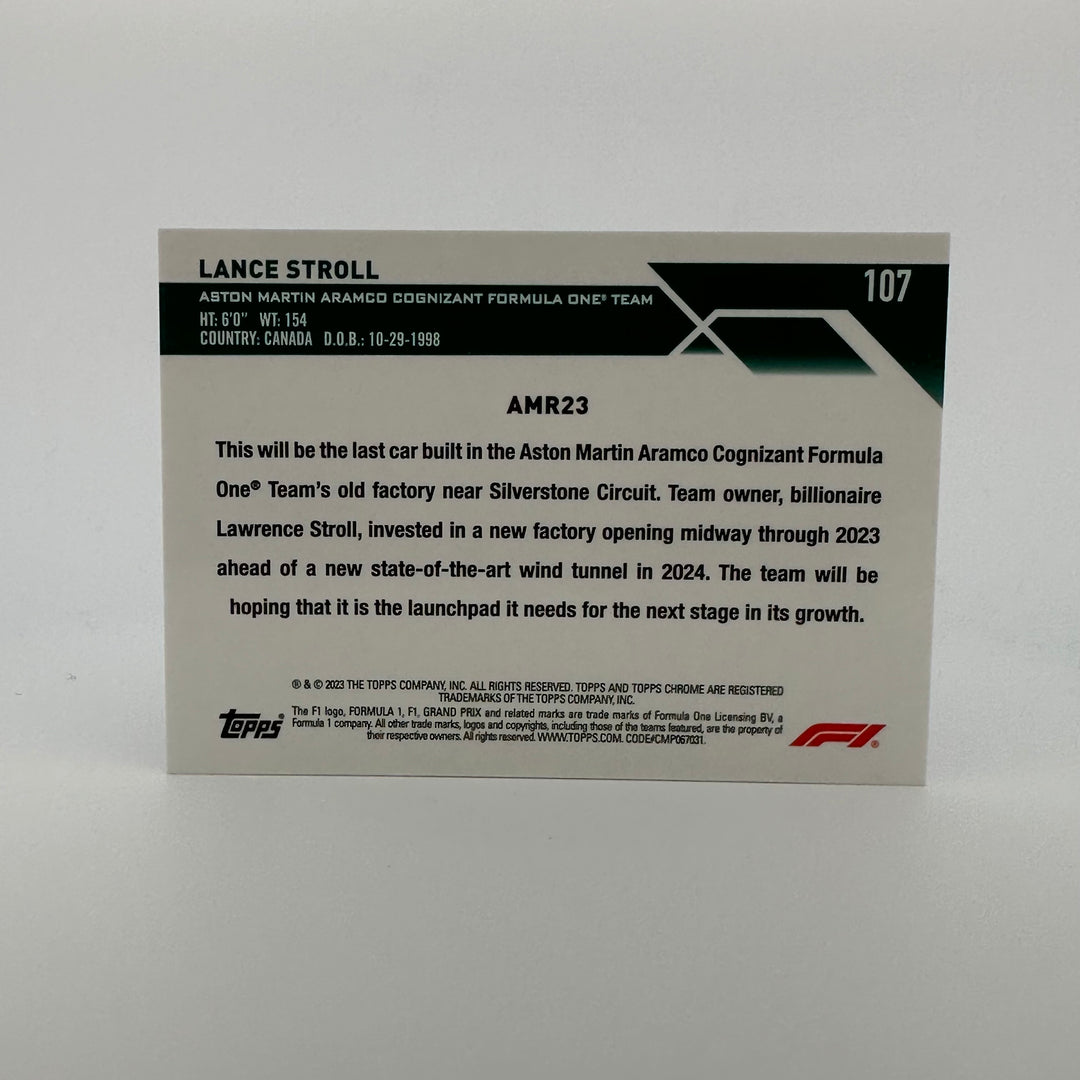 LANCE STROLL
107
ASTON MARTIN ARAMCO COGNIZANT FORMULA ONE® TEAM
HT: 6'0" WT: 154
COUNTRY: CANADA D.O.B.: 10-29-1998
AMR23
This will be the last car built in the Aston Martin Aramco Cognizant Formula
One® Team's old factory near Silverstone Circuit. Team owner, billionaire
Lawrence Stroll, invested in a new factory opening midway through 2023
ahead of a new state-of-the-art wind tunnel in 2024. The team will be
hoping that it is the launchpad it needs for the next stage in its growth.
® & © 2023 THE TOPPS COMPANY, INC. ALL RIGHTS RESERVED. TOPPS AND TOPPS CHROME ARE REGISTERED
TRADEMARKS OF THE TOPPS COMPANY, INC.
The F1 logo, FORMULA 1, F1, GRAND PRIX and related marks are trade marks of Formula One Licensing BV, a
Formula 1 company. All other trade marks, logos and copyrights, including those of the teams featured, are the property of
their respective owners. All rights reserved. WWW.TOPPS.COM. CODE#CMP067031.
topps®
F1®